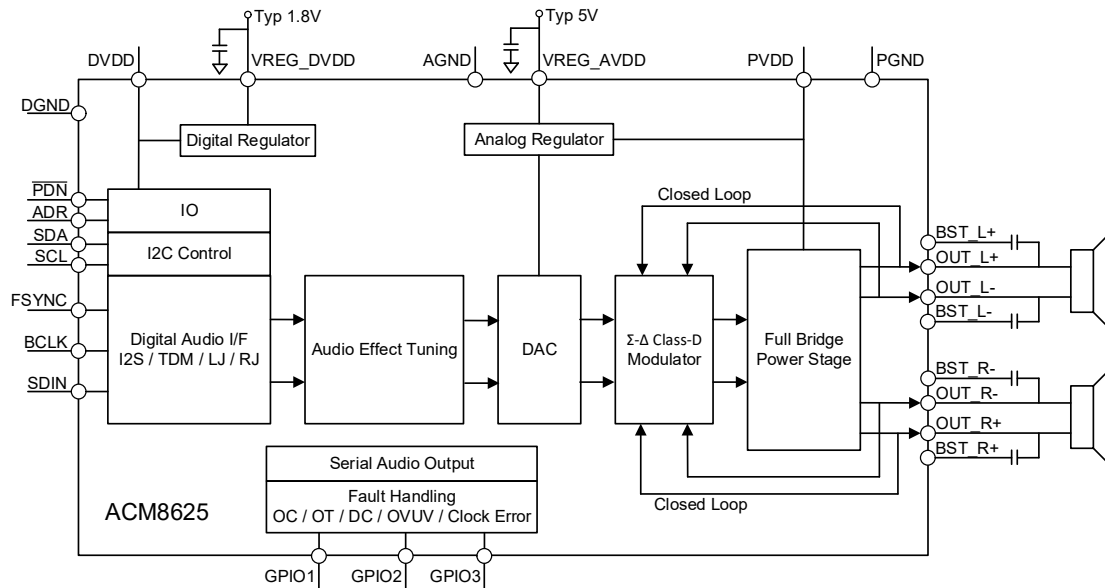 Typ 1.8V
Typ 5V
DVDD
VREG_DVDD
AGND
VREG_AVDD
PVDD
PGND
DGND
Digital Regulator
Analog Regulator
PDN
ADR
SDA
SCL
FSYNC
BCLK
SDIN
IO
I2C Control
Digital Audio I/F
I2S / TDM / LJ / RJ
Audio Effect Tuning
DAC
Closed Loop
Σ-Δ Class-D
Modulator
Full Bridge
Power Stage
Closed Loop
BST_L+
OUT_L+
OUT_L-
BST_L-
BST_R-
OUT_R-
OUT_R+
BST_R+
Serial Audio Output
Fault Handling
OC / OT / DC / OVUV / Clock Error
ACM8625
GPIO1
GPIO2
GPIO3